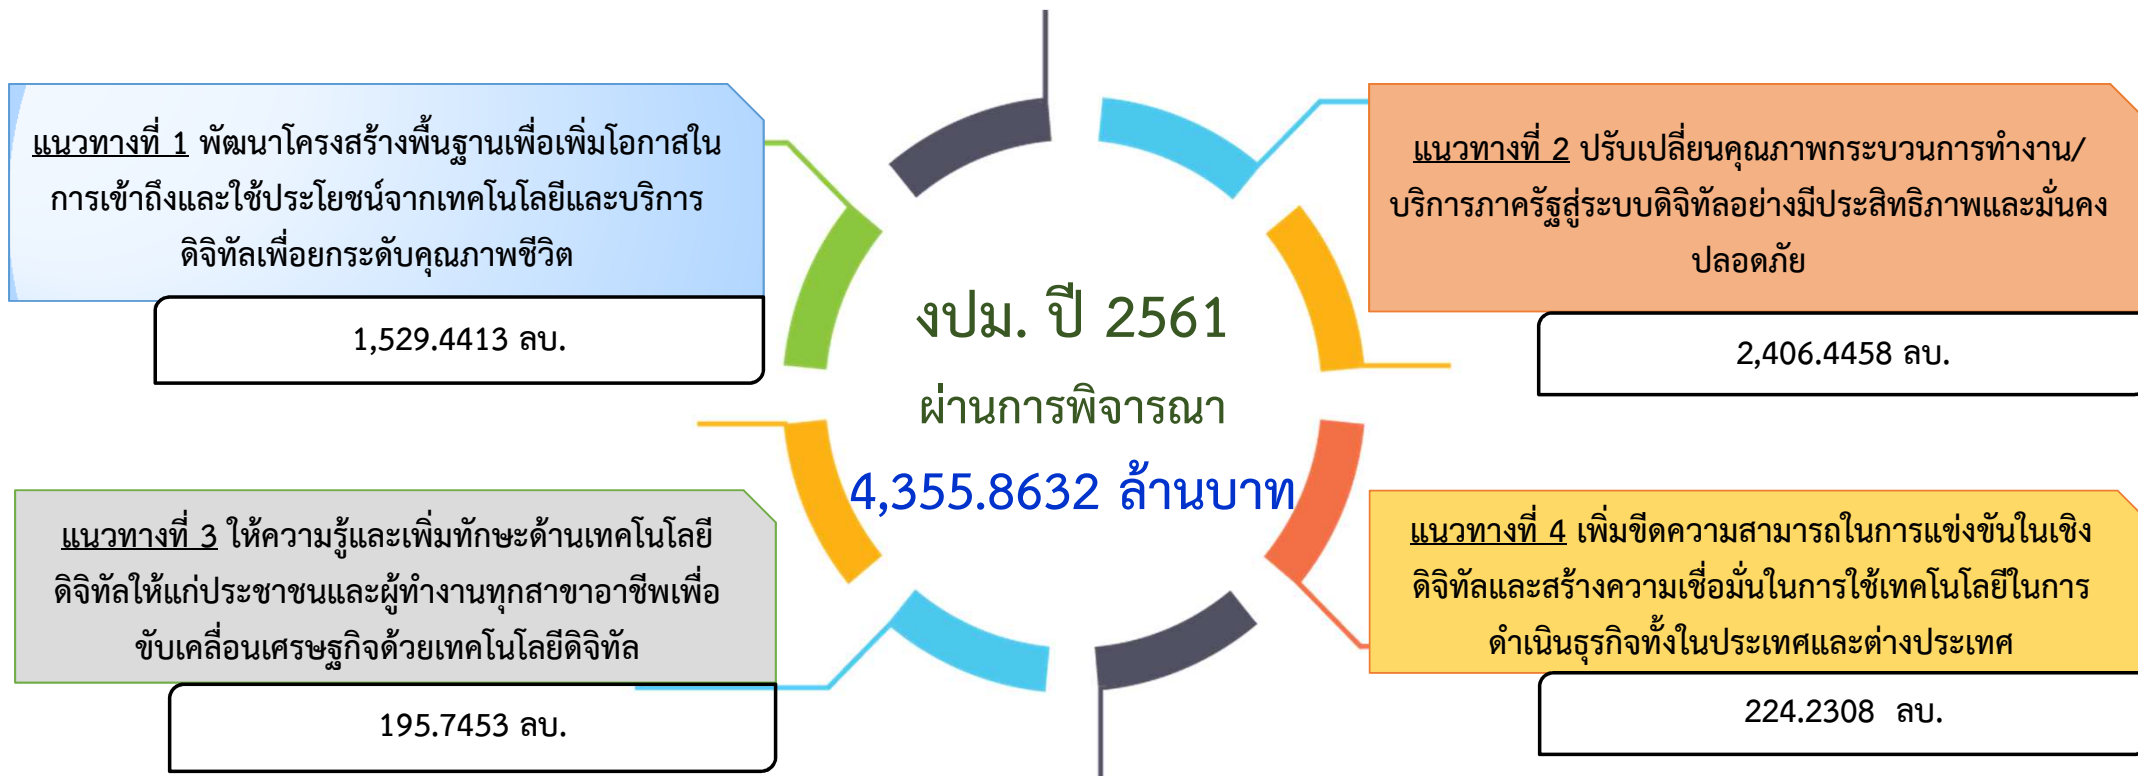 แนวทางที่ 1 พัฒนาโครงสร้างพื้นฐานเพื่อเพิ่มโอกาสใน
การเข้าถึงและใช้ประโยชน์จากเทคโนโลยีและบริการ
ดิจิทัลเพื่อยกระดับคุณภาพชีวิต
1,529.4413 ลบ.
แนวทางที่ 2 ปรับเปลี่ยนคุณภาพกระบวนการทำงาน/
บริการภาครัฐสู่ระบบดิจิทัลอย่างมีประสิทธิภาพและมั่นคง
ปลอดภัย
2,406.4458 ลบ.
งปม. ปี 2561
ผ่านการพิจารณา
4,355.8632 ล้านบาท
แนวทางที่ 3 ให้ความรู้และเพิ่มทักษะด้านเทคโนโลยี
ดิจิทัลให้แก่ประชาชนและผู้ทำงานทุกสาขาอาชีพเพื่อ
ขับเคลื่อนเศรษฐกิจด้วยเทคโนโลยีดิจิทัล
195.7453 ลบ.
แนวทางที่ 4 เพิ่มขีดความสามารถในการแข่งขันในเชิง
ดิจิทัลและสร้างความเชื่อมั่นในการใช้เทคโนโลยีในการ
ดำเนินธุรกิจทั้งในประเทศและต่างประเทศ
224.2308 ลบ.